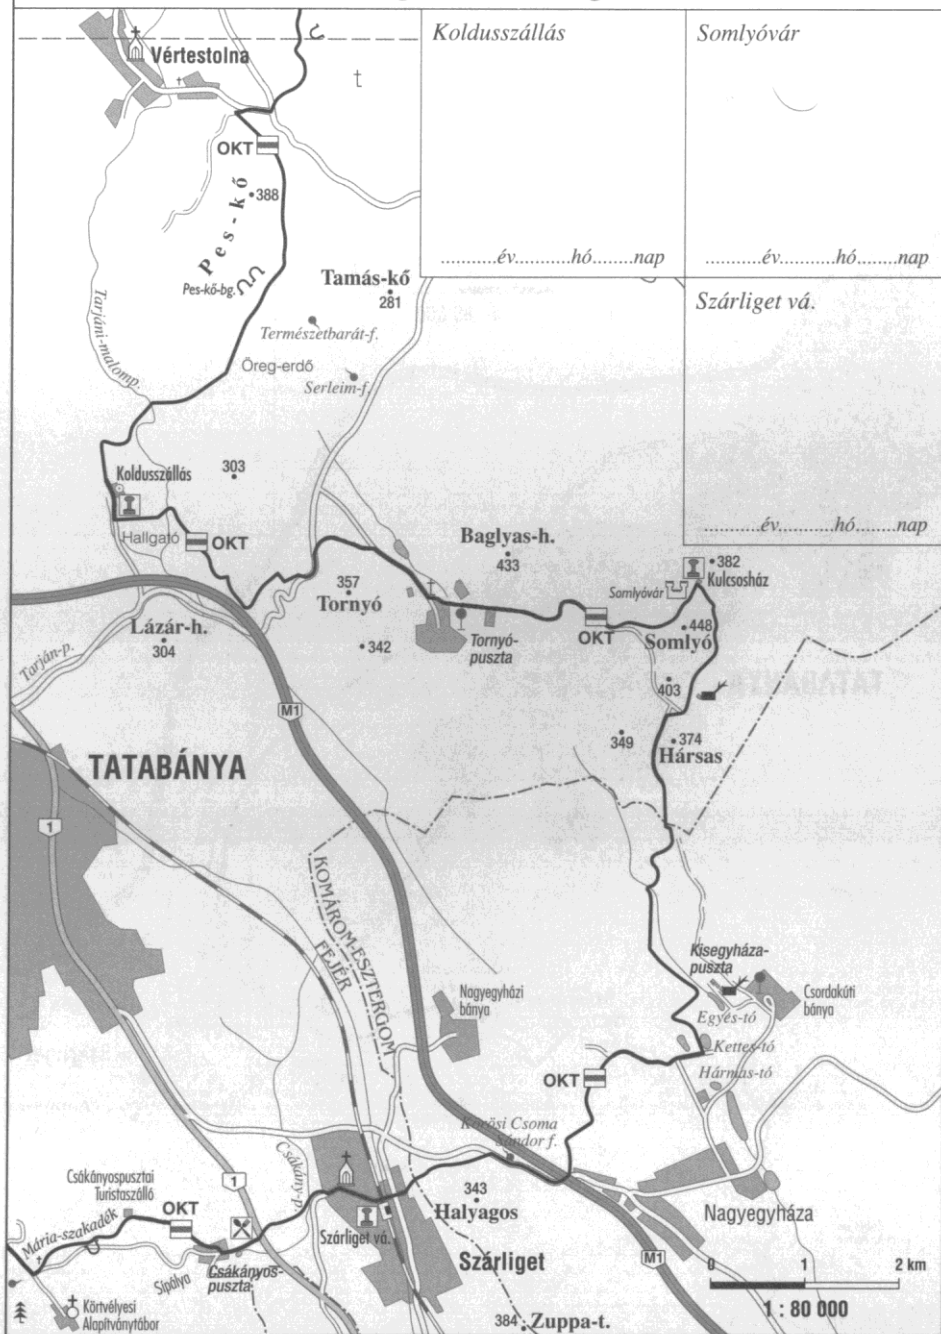 Koldusszállás
..........év..........hó.......nap
Somlyóvár
..........év..........hó.......nap
Szárliget vá.
..........év..........hó.......nap
Vértestolna
t
OKT
388
Pes-kő
Pes-kő-bg.
Tamás-kő
281
Természetbarát-f.
Tarjáni-malomp.
Öreg-erdő
Serleim-f.
Koldusszállás
303
Hallgató
OKT
Baglyas-h.
433
382
Kulcsosház
Somlyóvár
357
Tornyó
Lázár-h.
304
342
Tornyó-
puszta
OKT
448
Somlyó
Tarján-p.
403
M1
349
374
Hársas
TATABÁNYA
1
KOMÁROM-ESZTERGOM
FEJÉR
Kisegyháza-
puszta
Nagyegyházi
bánya
Csordakúti
bánya
Egyes-tó
Kettes-tó
Hármas-tó
OKT
Kőrösi Csoma
Sándor f.
Csákány-p.
Csákányospusztai
Turistaszálló
1
OKT
343
Halyagos
Nagyegyháza
Mária-szakadék
Szárliget vá.
Szárliget
M1
Sípálya
Csákányos-
puszta
0 1 2 km
1 : 80 000
Körtvélyesi
Alapítványtábor
384
Zuppa-t.